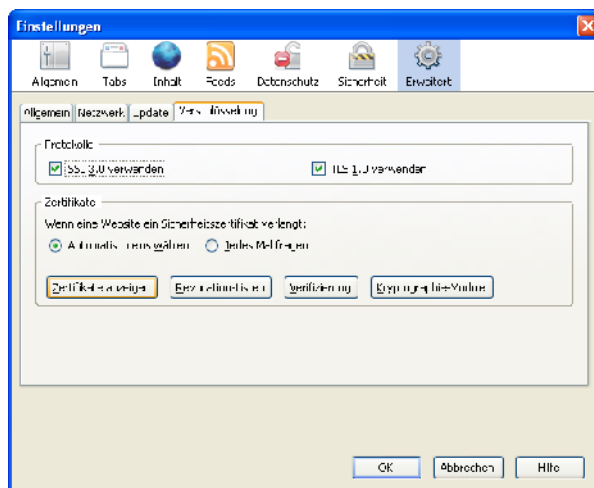 Einstellungen
Allgemein Tabs Inhalt Feeds Datenschutz Sicherheit Erweitert
Allgemein Netzwerk Update Verschlüsselung
Protokolle
SSL 3.0 verwenden TLS 1.0 verwenden
Zertifikate
Wenn eine Website ein Sicherheitszertifikat verlangt:
Automatisch eins wählen Jedes Mal fragen
Zertifikate anzeigen Revocation-Listen Verifizierung Kryptographie-Module
OK Abbrechen Hilfe